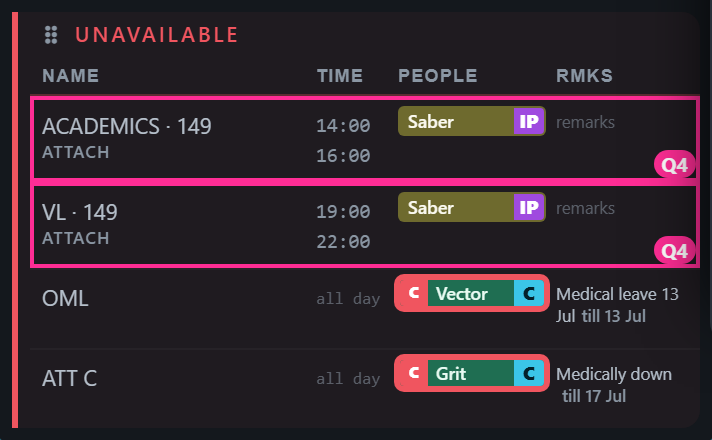 UNAVAILABLE
NAME TIME PEOPLE RMKS
ACADEMICS · 149 14:00 Saber IP remarks
ATTACH 16:00 Q4
VL · 149 19:00 Saber IP remarks
ATTACH 22:00 Q4
OML all day C Vector C Medical leave 13
Jul till 13 Jul
ATT C all day C Grit C Medically down
till 17 Jul